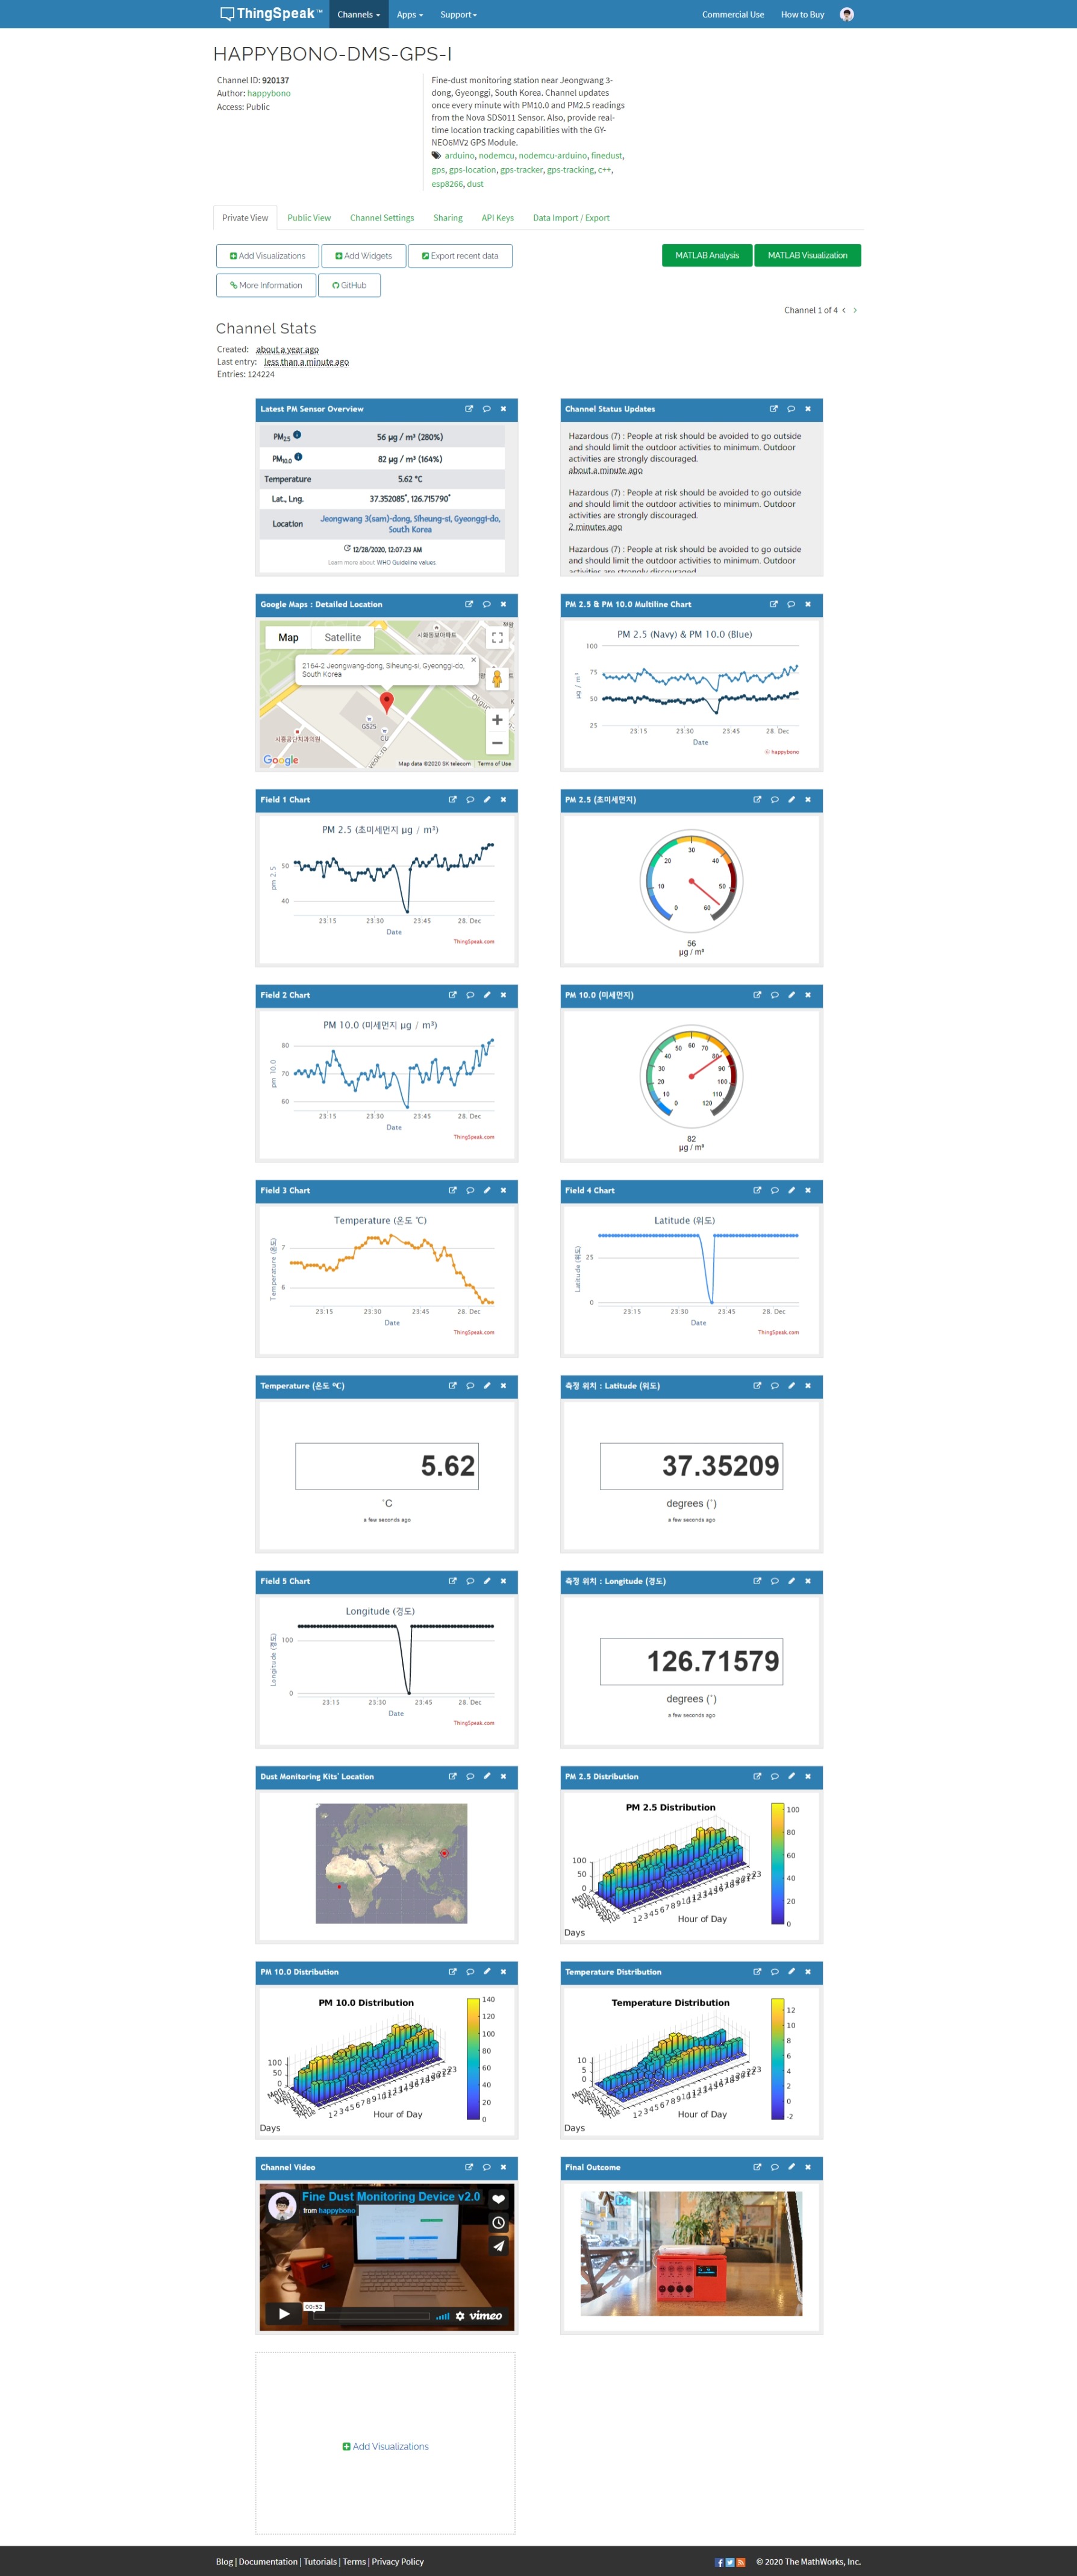 ThingSpeak™
Channels
Apps
Support
Commercial Use
How to Buy
HAPPYBONO-DMS-GPS-I
Channel ID: 920137
Author: happybono
Access: Public
Fine-dust monitoring station near Jeongwang 3-
dong, Gyeonggi, South Korea. Channel updates
once every minute with PM10.0 and PM2.5 readings
from the Nova SDS011 Sensor. Also, provide real-
time location tracking capabilities with the GY-
NEO6MV2 GPS Module.
arduino, nodemcu, nodemcu-arduino, finedust,
gps, gps-location, gps-tracker, gps-tracking, c++,
esp8266, dust
Private View
Public View
Channel Settings
Sharing
API Keys
Data Import / Export
Add Visualizations
Add Widgets
Export recent data
MATLAB Analysis
MATLAB Visualization
More Information
GitHub
Channel 1 of 4 < >
Channel Stats
Created: about a year ago
Last entry: less than a minute ago
Entries: 124224
Latest PM Sensor Overview
PM2.5
56 µg / m³ (280%)
PM10.0
82 µg / m³ (164%)
Temperature
5.62 °C
Lat., Lng.
37.352085°, 126.715790°
Location
Jeongwang 3(sam)-dong, Siheung-si, Gyeonggi-do,
South Korea
12/28/2020, 12:07:23 AM
Learn more about WHO Guideline values
Channel Status Updates
Hazardous (7) : People at risk should be avoided to go outside
and should limit the outdoor activities to minimum. Outdoor
activities are strongly discouraged.
about a minute ago
Hazardous (7) : People at risk should be avoided to go outside
and should limit the outdoor activities to minimum. Outdoor
activities are strongly discouraged.
2 minutes ago
Hazardous (7) : People at risk should be avoided to go outside
and should limit the outdoor activities to minimum. Outdoor
activities are strongly discouraged.
Google Maps : Detailed Location
Map
Satellite
시화동보아파트
2164-2 Jeongwang-dong, Siheung-si, Gyeonggi-do,
South Korea
GS25
CU
시흥공단치과의원
Google
Map data ©2020 SK telecom
Terms of Use
PM 2.5 & PM 10.0 Multiline Chart
PM 2.5 (Navy) & PM 10.0 (Blue)
µg / m³
100
75
50
25
23:15
23:30
23:45
28. Dec
Date
© happybono
Field 1 Chart
PM 2.5 (초미세먼지 µg / m³)
pm 2.5
50
40
23:15
23:30
23:45
28. Dec
Date
ThingSpeak.com
PM 2.5 (초미세먼지)
0
10
20
30
40
50
60
56
µg / m³
Field 2 Chart
PM 10.0 (미세먼지 µg / m³)
pm 10.0
80
70
60
23:15
23:30
23:45
28. Dec
Date
ThingSpeak.com
PM 10.0 (미세먼지)
0
10
20
30
40
50
60
70
80
90
100
110
120
82
µg / m³
Field 3 Chart
Temperature (온도 ℃)
Temperature (온도)
7
6
23:15
23:30
23:45
28. Dec
Date
ThingSpeak.com
Field 4 Chart
Latitude (위도)
Latitude (위도)
25
0
23:15
23:30
23:45
28. Dec
Date
ThingSpeak.com
Temperature (온도 ºC)
5.62
°C
a few seconds ago
측정 위치 : Latitude (위도)
37.35209
degrees (°)
a few seconds ago
Field 5 Chart
Longitude (경도)
Longitude (경도)
100
0
23:15
23:30
23:45
28. Dec
Date
ThingSpeak.com
측정 위치 : Longitude (경도)
126.71579
degrees (°)
a few seconds ago
Dust Monitoring Kits' Location
PM 2.5 Distribution
PM 2.5 Distribution
100
50
0
Hour of Day
Days
100
80
60
40
20
0
PM 10.0 Distribution
PM 10.0 Distribution
100
50
0
Hour of Day
Days
140
120
100
80
60
40
20
0
Temperature Distribution
Temperature Distribution
10
5
0
Hour of Day
Days
12
10
8
6
4
2
0
-2
Channel Video
Fine Dust Monitoring Device v2.0
from happybono
00:52
vimeo
Final Outcome
Add Visualizations
Blog | Documentation | Tutorials | Terms | Privacy Policy
© 2020 The MathWorks, Inc.